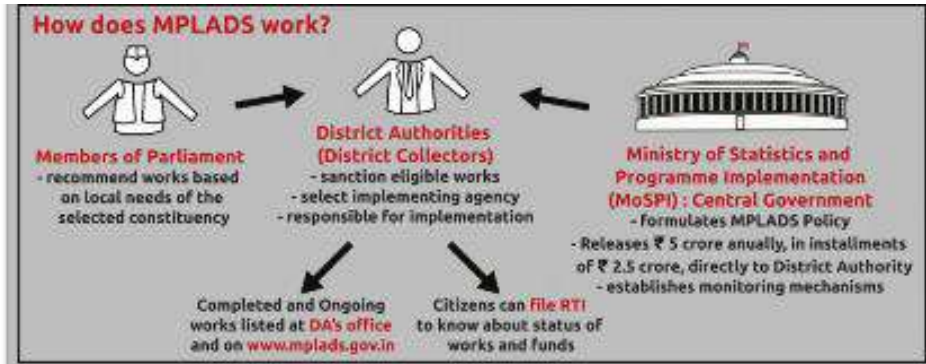 How does MPLADS work?
Members of Parliament
- recommend works based
on local needs of the
selected constituency
District Authorities
(District Collectors)
- sanction eligible works
- select implementing agency
- responsible for implementation
Ministry of Statistics and
Programme Implementation
(MoSPI) : Central Government
- formulates MPLADS Policy
- Releases ₹ 5 crore anually, in installments
of ₹ 2.5 crore, directly to District Authority
- establishes monitoring mechanisms
Completed and Ongoing
works listed at DA's office
and on www.mplads.gov.in
Citizens can file RTI
to know about status of
works and funds